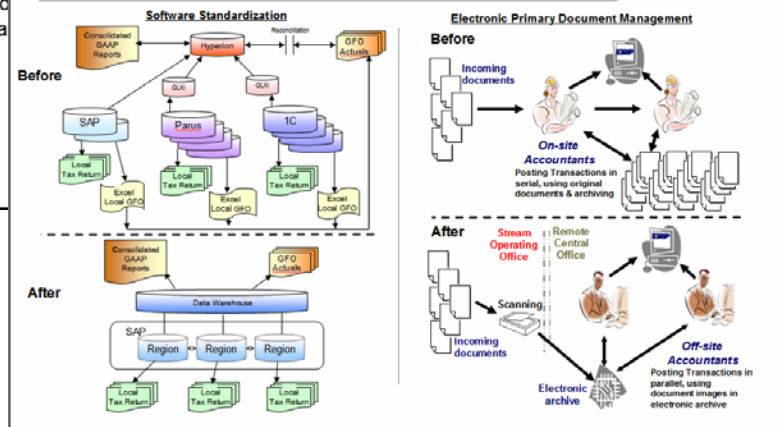 Software Standardization
Before
Consolidated
GAAP
Reports
Hyperion
Reconciliation
GFO
Actuals
GLXI
GLXI
SAP
Parus
1C
Local
Tax Return
Local
Tax Return
Local
Tax Return
Excel
Local GFO
Excel
Local GFO
Excel
Local GFO
After
Consolidated
GAAP
Reports
GFO
Actuals
Data Warehouse
SAP
Region
Region
Region
Local
Tax Return
Local
Tax Return
Local
Tax Return
Electronic Primary Document Management
Before
Incoming
documents
ERP
On-site
Accountants
Posting Transactions in
serial, using original
documents & archiving
After
Stream
Operating
Office
Remote
Central
Office
ERP
Scanning
Incoming
documents
Electronic
archive
Off-site
Accountants
Posting Transactions in
parallel, using
document images in
electronic archive